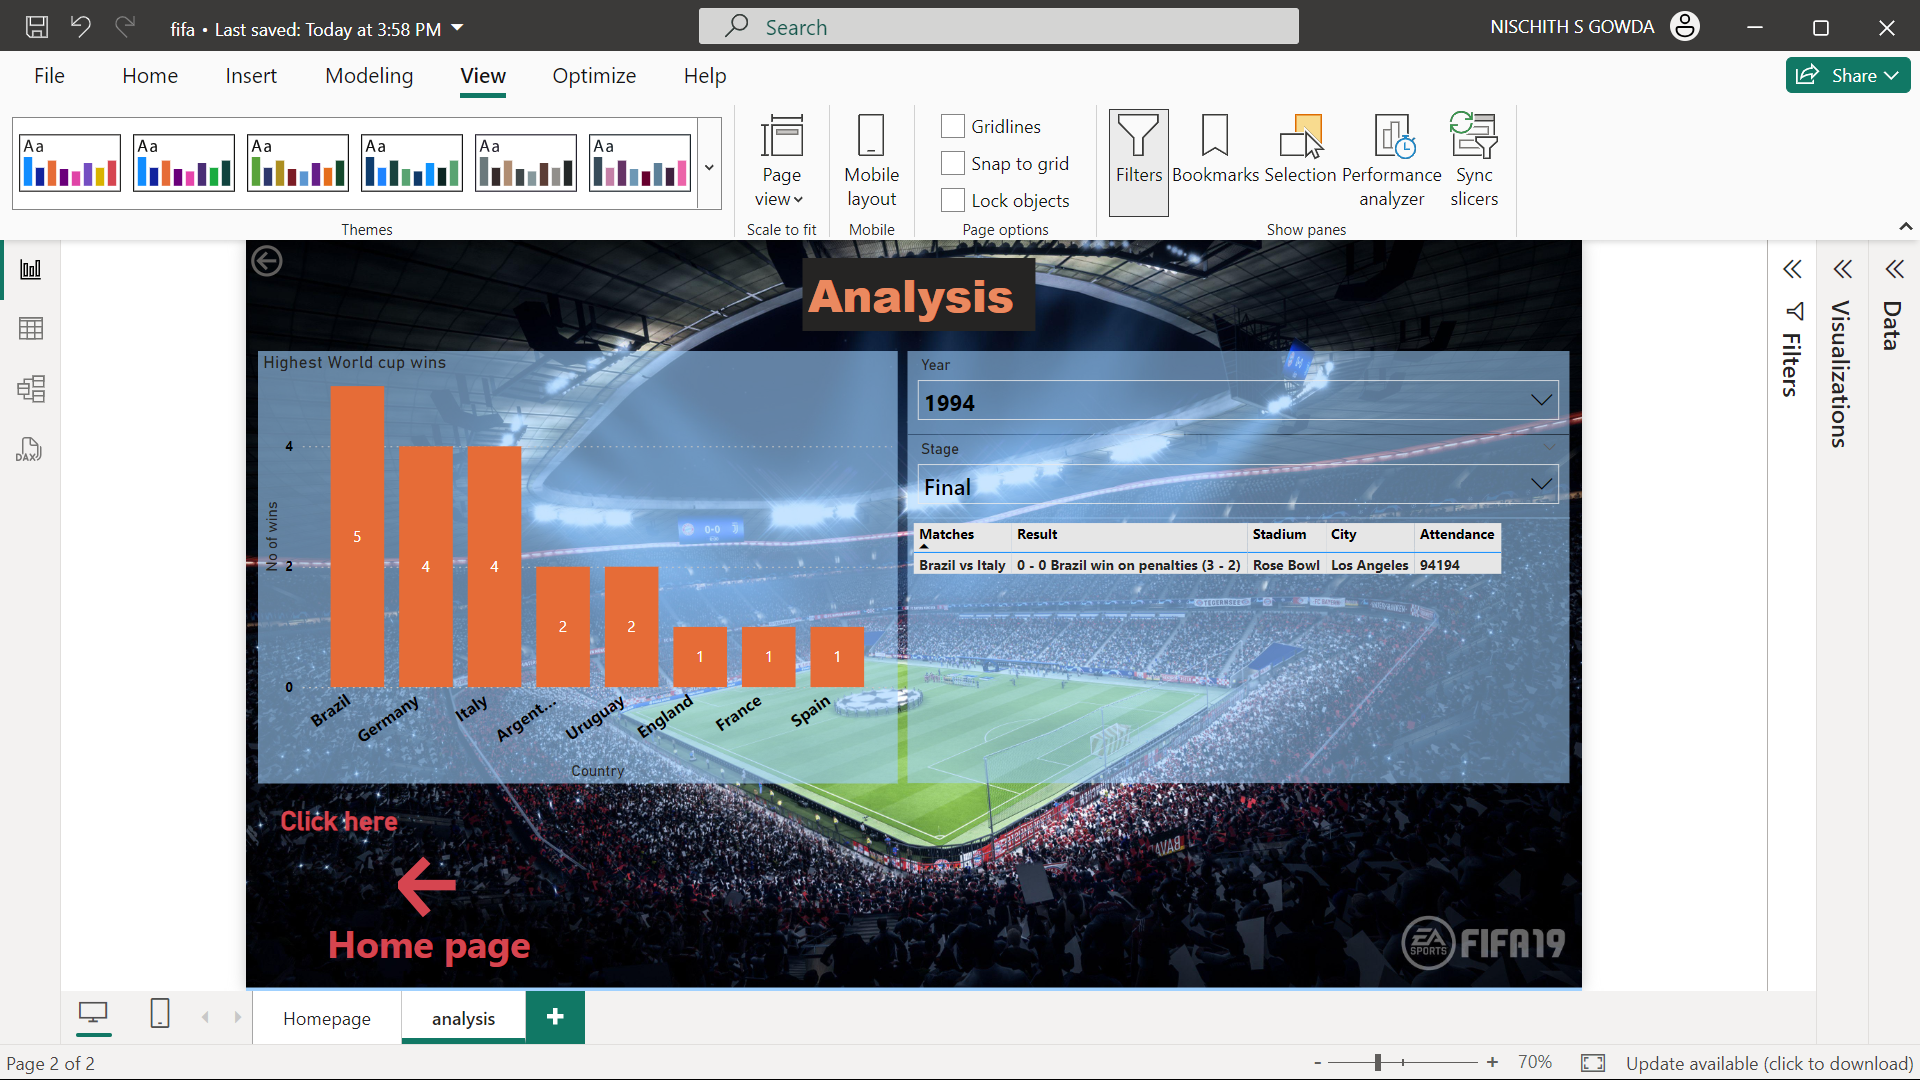 fifa • Last saved: Today at 3:58 PM
Search
NISCHITH S GOWDA
File
Home
Insert
Modeling
View
Optimize
Help
Share
Aa
Aa
Aa
Aa
Aa
Aa
Themes
Page view
Scale to fit
Mobile layout
Mobile
Gridlines
Snap to grid
Lock objects
Page options
Filters
Bookmarks
Selection
Performance analyzer
Sync slicers
Show panes
DAX
Analysis
Highest World cup wins
No of wins
4
2
0
5
4
4
2
2
1
1
1
Brazil
Germany
Italy
Argent...
Uruguay
England
France
Spain
Country
Year
1994
Stage
Final
Matches Result Stadium City Attendance
Brazil vs Italy 0 - 0 Brazil win on penalties (3 - 2) Rose Bowl Los Angeles 94194
0-0
TEGERNSEE
Click here
Home page
EA SPORTS FIFA19
Filters
Visualizations
Data
Homepage
analysis
+
Page 2 of 2
- + 70%
Update available (click to download)